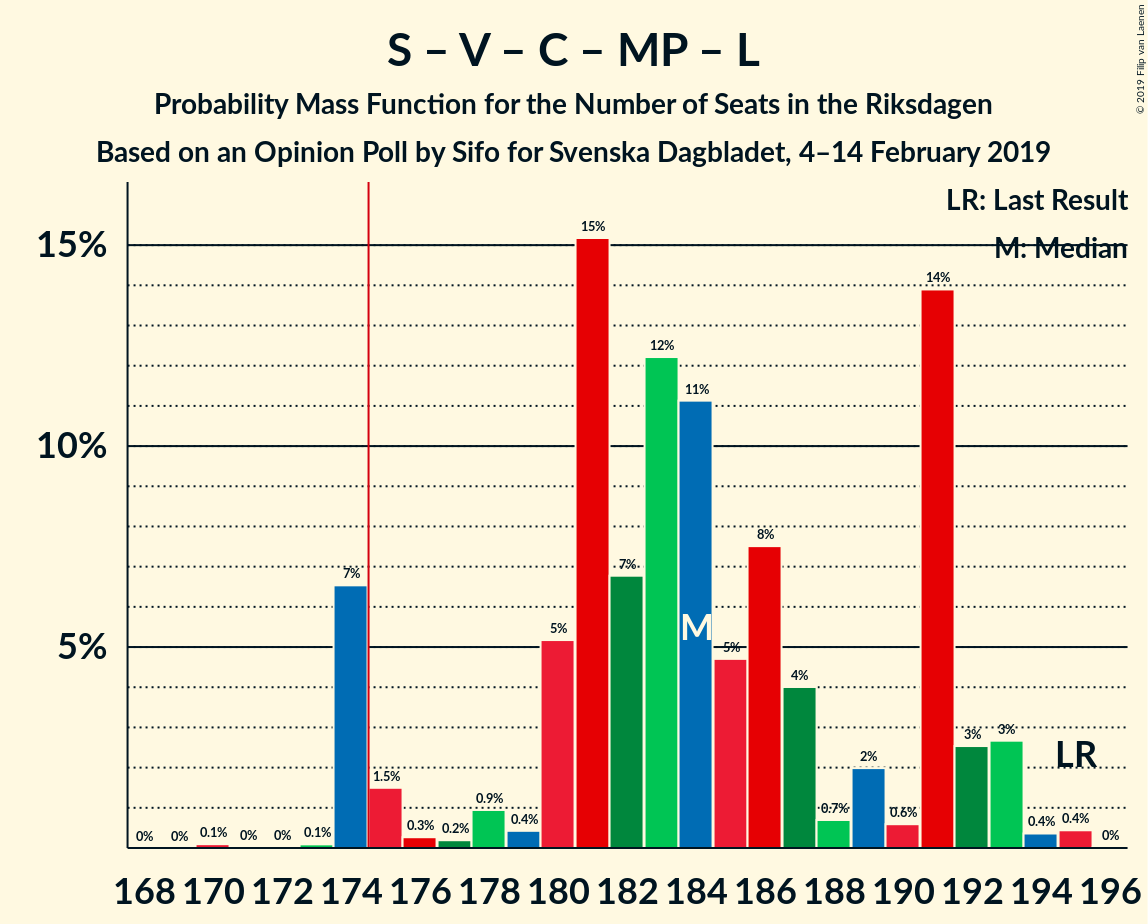 S – V – C – MP – L
Probability Mass Function for the Number of Seats in the Riksdagen
Based on an Opinion Poll by Sifo for Svenska Dagbladet, 4–14 February 2019
© 2019 Filip van Laenen
LR: Last Result
M: Median
15%
10%
5%
0% 0% 0.1% 0% 0% 0.1% 7% 1.5% 0.3% 0.2% 0.9% 0.4% 5% 15% 7% 12% 11% 5% 8% 4% 0.7% 2% 0.6% 14% 3% 3% 0.4% 0.4% 0%
M
LR
168 170 172 174 176 178 180 182 184 186 188 190 192 194 196